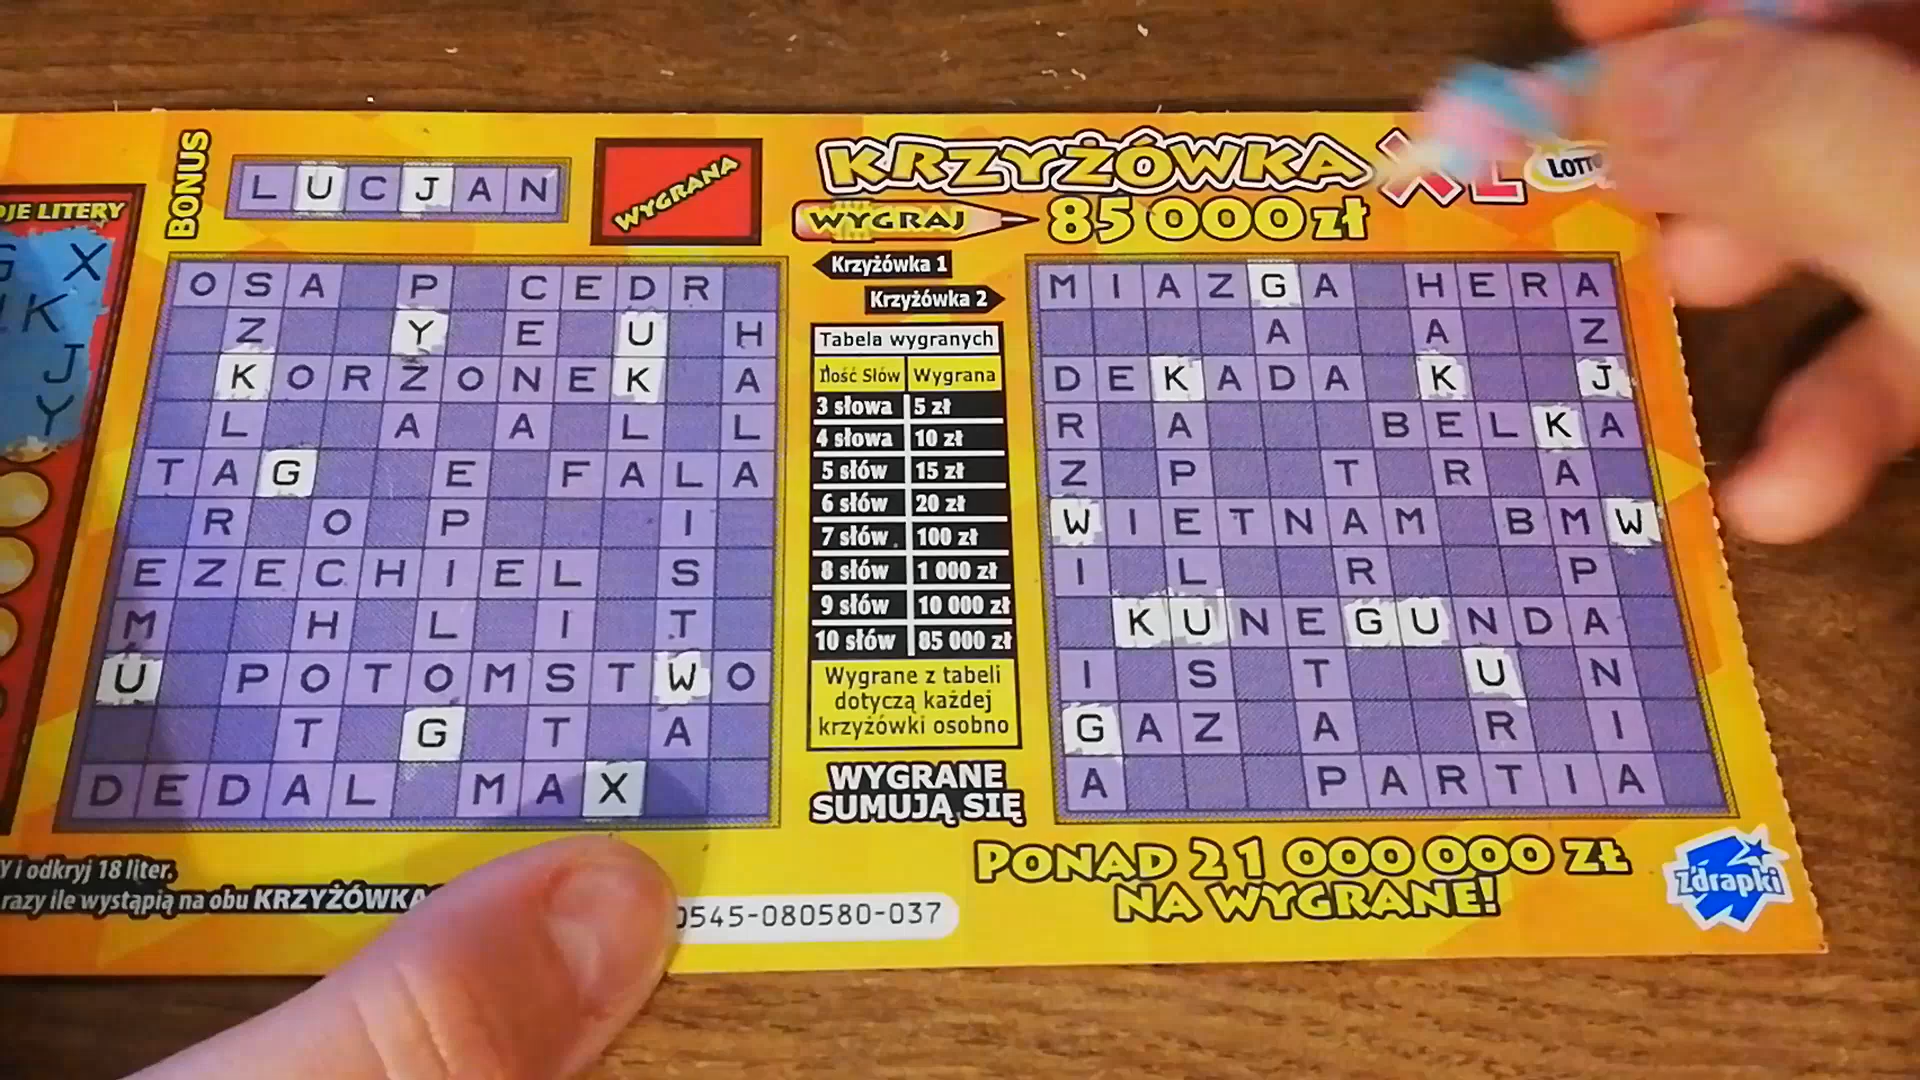 BONUS
LUCJAN
WYGRANA
KRZYŻÓWKA XL
LOTTO
WYGRAJ 85 000 zł
OJE LITERY
G X
K
J
Y
Krzyżówka 1
Krzyżówka 2
OSA P CEDR
Z Y E U H
KORZONEK A
L A A L L
TAG E FALA
R O P I
EZECHIEL S
M H L I T
U POTOMSTWO
T G T A
DEDAL MAX
Tabela wygranych
Ilość Słów Wygrana
3 słowa 5 zł
4 słowa 10 zł
5 słów 15 zł
6 słów 20 zł
7 słów 100 zł
8 słów 1 000 zł
9 słów 10 000 zł
10 słów 85 000 zł
Wygrane z tabeli
dotyczą każdej
krzyżówki osobno
WYGRANE
SUMUJĄ SIĘ
MIAZGA HERA
A A Z
DEKADA K J
R A BELKA
Z P T R A
WIETNAM BMW
I L R P
KUNEGUNDA
I S T U N
GAZ A R I
A PARTIA
Y i odkryj 18 liter.
razy ile wystąpią na obu KRZYŻÓWKA
0545-080580-037
PONAD 21 000 000 ZŁ
NA WYGRANE!
Zdrapki